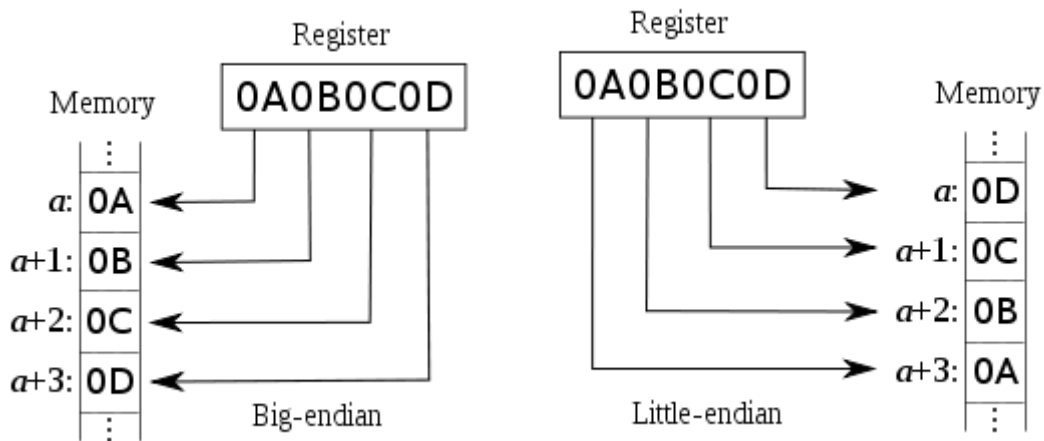 Register
0A0B0C0D
Memory
⋮
a: 0A
a+1: 0B
a+2: 0C
a+3: 0D
⋮
Big-endian
Register
0A0B0C0D
Memory
⋮
a: 0D
a+1: 0C
a+2: 0B
a+3: 0A
⋮
Little-endian